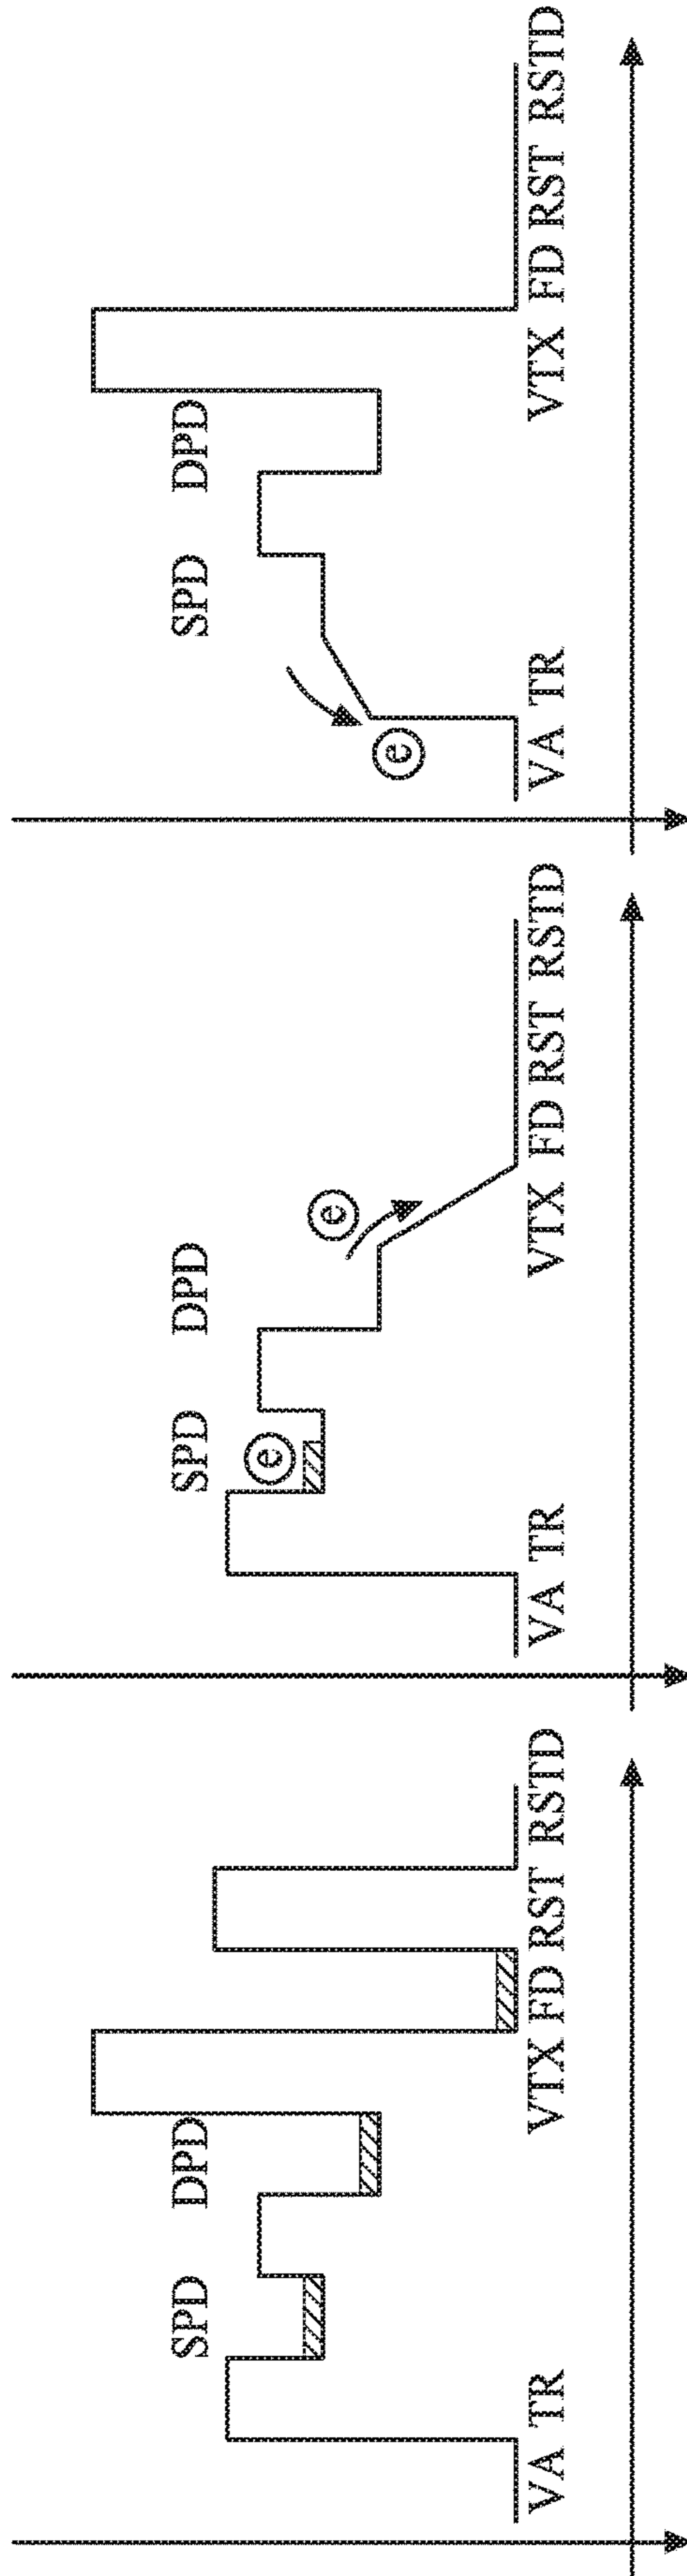 SPD DPD
VA TR VTX FD RST RSTD
SPD DPD
e
e
VA TR VTX FD RST RSTD
SPD DPD
e
VA TR VTX FD RST RSTD